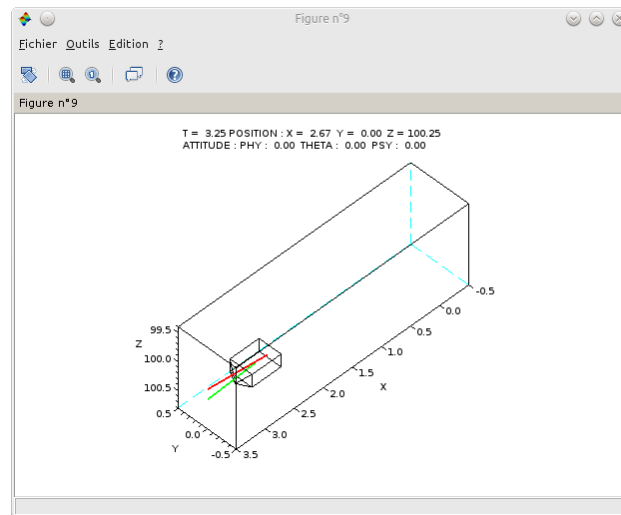 Figure n°9
Fichier Outils Edition ?
Figure n°9
T = 3.25 POSITION : X = 2.67 Y = 0.00 Z = 100.25
ATTITUDE : PHY : 0.00 THETA : 0.00 PSY : 0.00
-0.5
0.0
0.5
1.0
1.5
X
2.0
2.5
3.0
3.5
99.5
Z
100.0
100.5
0.5
0.0
Y
-0.5